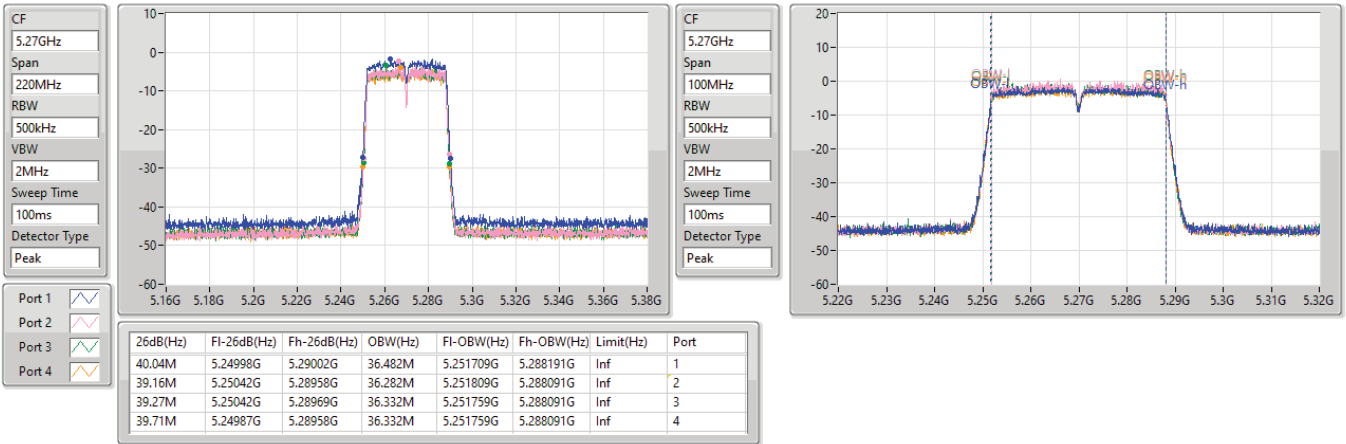 CF
5.27GHz
Span
220MHz
RBW
500kHz
VBW
2MHz
Sweep Time
100ms
Detector Type
Peak
10
0
-10
-20
-30
-40
-50
-60
5.16G 5.18G 5.2G 5.22G 5.24G 5.26G 5.28G 5.3G 5.32G 5.34G 5.36G 5.38G
CF
5.27GHz
Span
100MHz
RBW
500kHz
VBW
2MHz
Sweep Time
100ms
Detector Type
Peak
20
10
0
-10
-20
-30
-40
-50
-60
OBW-l OBW-h
OBW-l OBW-h
5.22G 5.23G 5.24G 5.25G 5.26G 5.27G 5.28G 5.29G 5.3G 5.31G 5.32G
Port 1
Port 2
Port 3
Port 4
26dB(Hz) Fl-26dB(Hz) Fh-26dB(Hz) OBW(Hz) Fl-OBW(Hz) Fh-OBW(Hz) Limit(Hz) Port
40.04M 5.24998G 5.29002G 36.482M 5.251709G 5.288191G Inf 1
39.16M 5.25042G 5.28958G 36.282M 5.251809G 5.288091G Inf 2
39.27M 5.25042G 5.28969G 36.332M 5.251759G 5.288091G Inf 3
39.71M 5.24987G 5.28958G 36.332M 5.251759G 5.288091G Inf 4